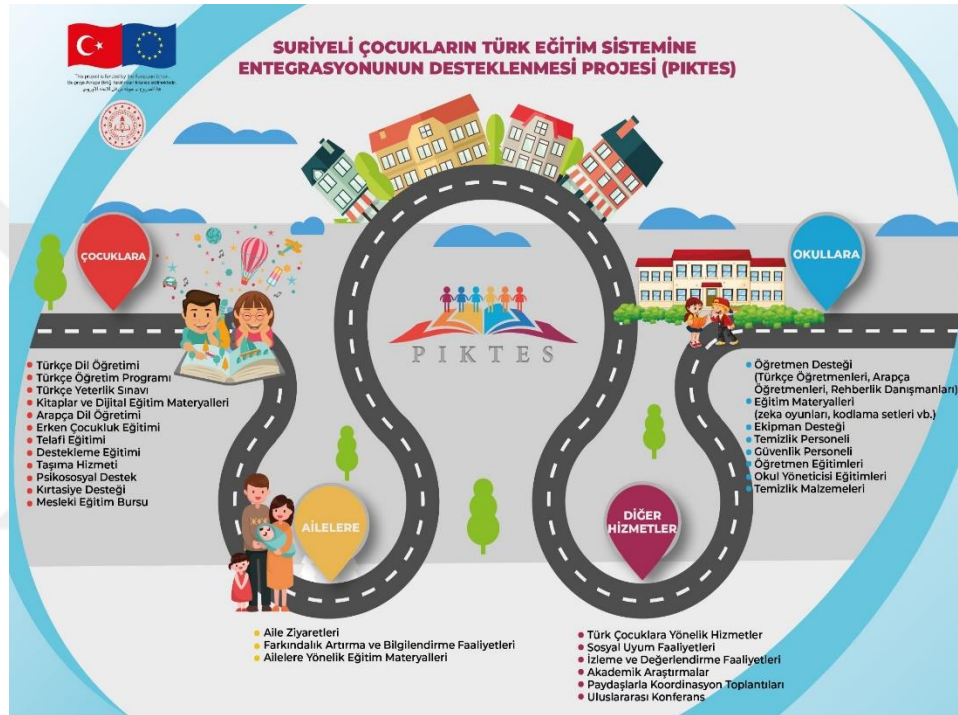 SURİYELİ ÇOCUKLARIN TÜRK EĞİTİM SİSTEMİNE
ENTEGRASYONUNUN DESTEKLENMESİ PROJESİ (PIKTES)
ÇOCUKLARA
OKULLARA
PIKTES
Türkçe Dil Öğretimi
Türkçe Öğretim Programı
Türkçe Yeterlik Sınavı
Kitaplar ve Dijital Eğitim Materyalleri
Arapça Dil Öğretimi
Erken Çocukluk Eğitimi
Telafi Eğitimi
Destekleme Eğitimi
Taşıma Hizmeti
Psikososyal Destek
Kırtasiye Desteği
Mesleki Eğitim Bursu
Öğretmen Desteği
(Türkçe Öğretmenleri, Arapça
Öğretmenleri, Rehberlik Danışmanları)
Eğitim Materyalleri
(zeka oyunları, kodlama setleri vb.)
Ekipman Desteği
Temizlik Personeli
Güvenlik Personeli
Öğretmen Eğitimleri
Okul Yöneticisi Eğitimleri
Temizlik Malzemeleri
AİLELERE
DİĞER
HİZMETLER
Aile Ziyaretleri
Farkındalık Artırma ve Bilgilendirme Faaliyetleri
Ailelere Yönelik Eğitim Materyalleri
Türk Çocuklara Yönelik Hizmetler
Sosyal Uyum Faaliyetleri
İzleme ve Değerlendirme Faaliyetleri
Akademik Araştırmalar
Paydaşlarla Koordinasyon Toplantıları
Uluslararası Konferans